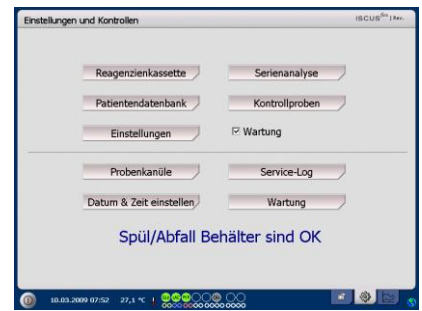 Einstellungen und Kontrollen
Reagenzienkassette Serienanalyse
Patientendatenbank Kontrollproben
Einstellungen Wartung
Probenkanüle Service-Log
Datum & Zeit einstellen Wartung
Spül/Abfall Behälter sind OK
10.03.2009 07:52 27,1 °C